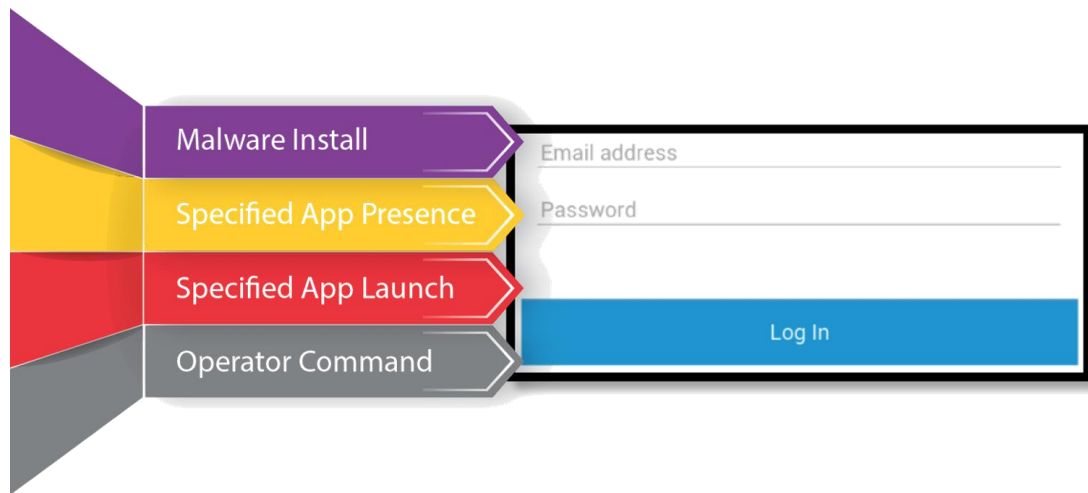 Malware Install
Specified App Presence
Specified App Launch
Operator Command
Email address
Password
Log In